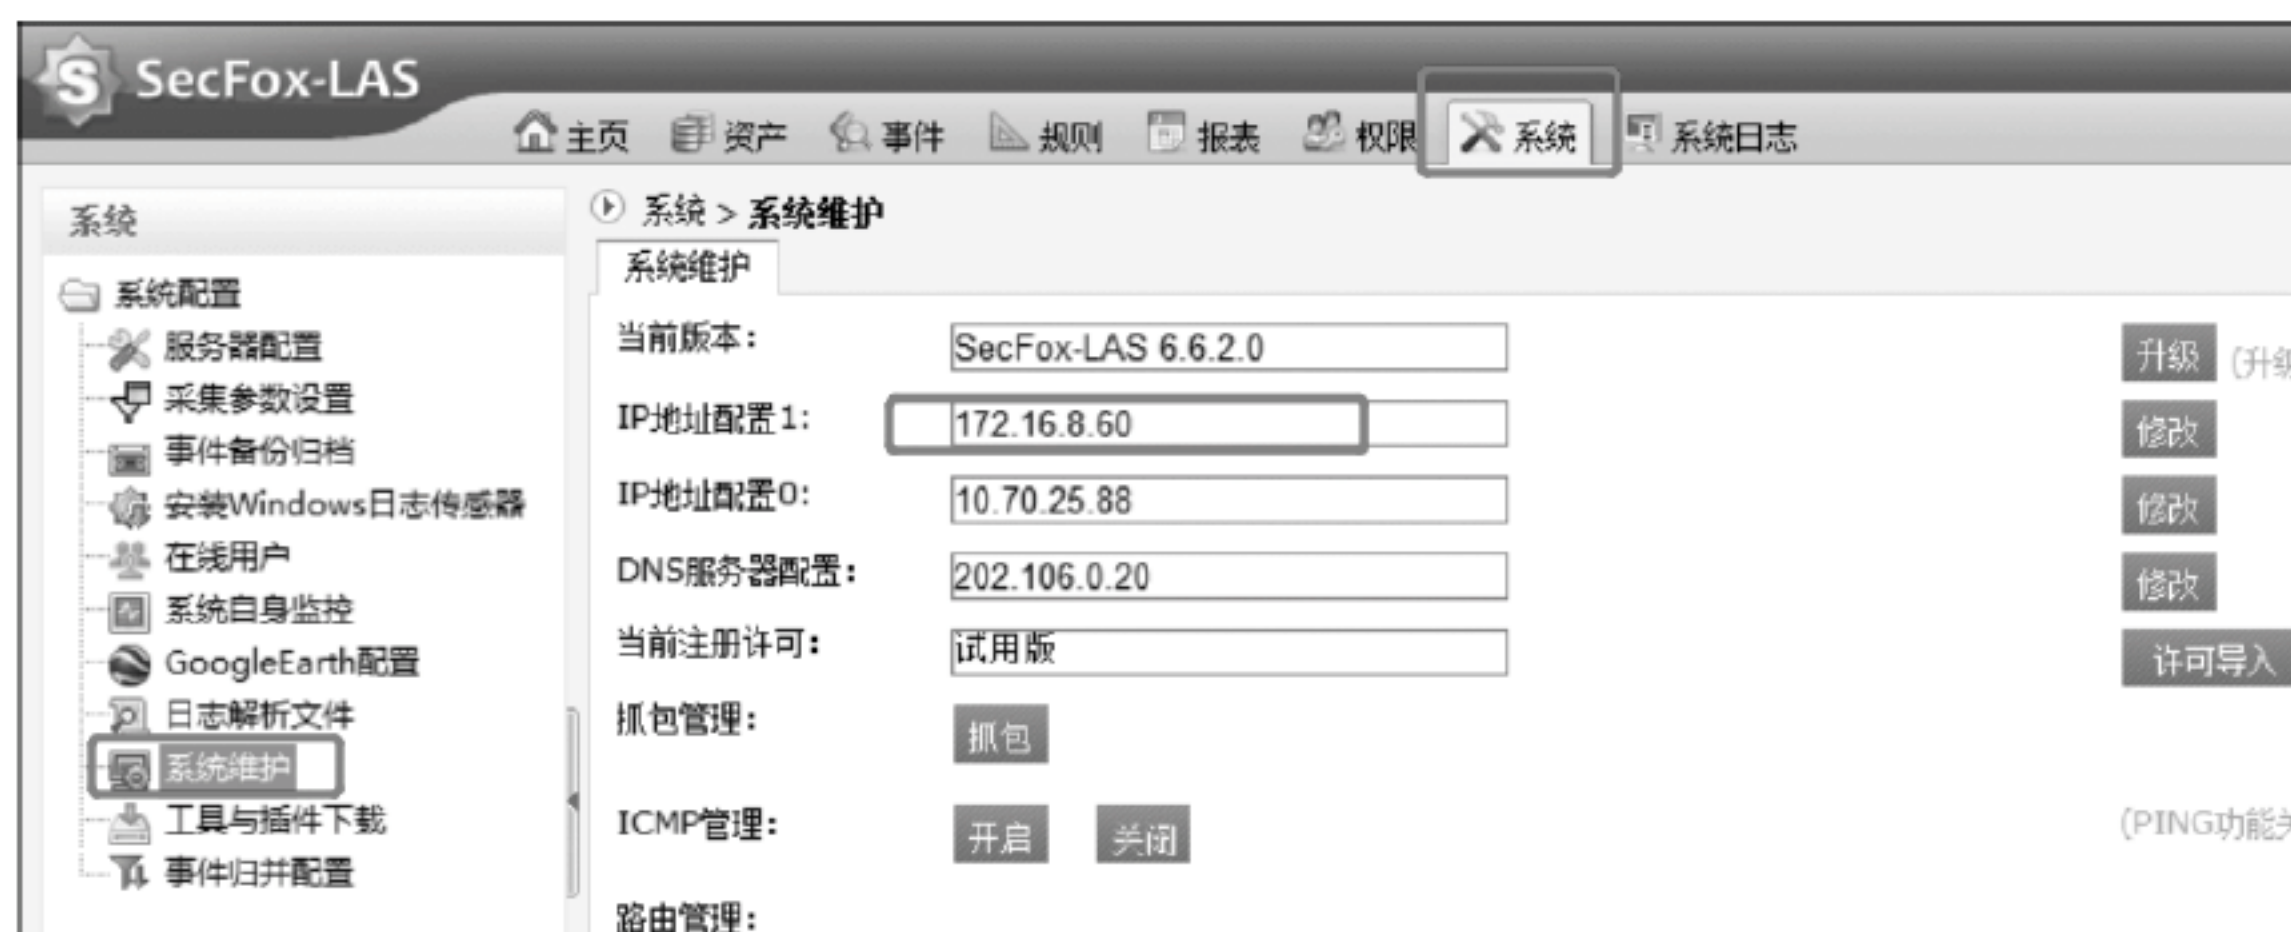 SecFox-LAS
主页 资产 事件 规则 报表 权限 系统 系统日志
系统
系统 > 系统维护
系统维护
系统配置
服务器配置
采集参数设置
事件备份归档
安装Windows日志传感器
在线用户
系统自身监控
GoogleEarth配置
日志解析文件
系统维护
工具与插件下载
事件归并配置
当前版本: SecFox-LAS 6.6.2.0 升级 (升级
IP地址配置1: 172.16.8.60 修改
IP地址配置0: 10.70.25.88 修改
DNS服务器配置: 202.106.0.20 修改
当前注册许可: 试用版 许可导入
抓包管理: 抓包
ICMP管理: 开启 关闭 (PING功能关
路由管理: